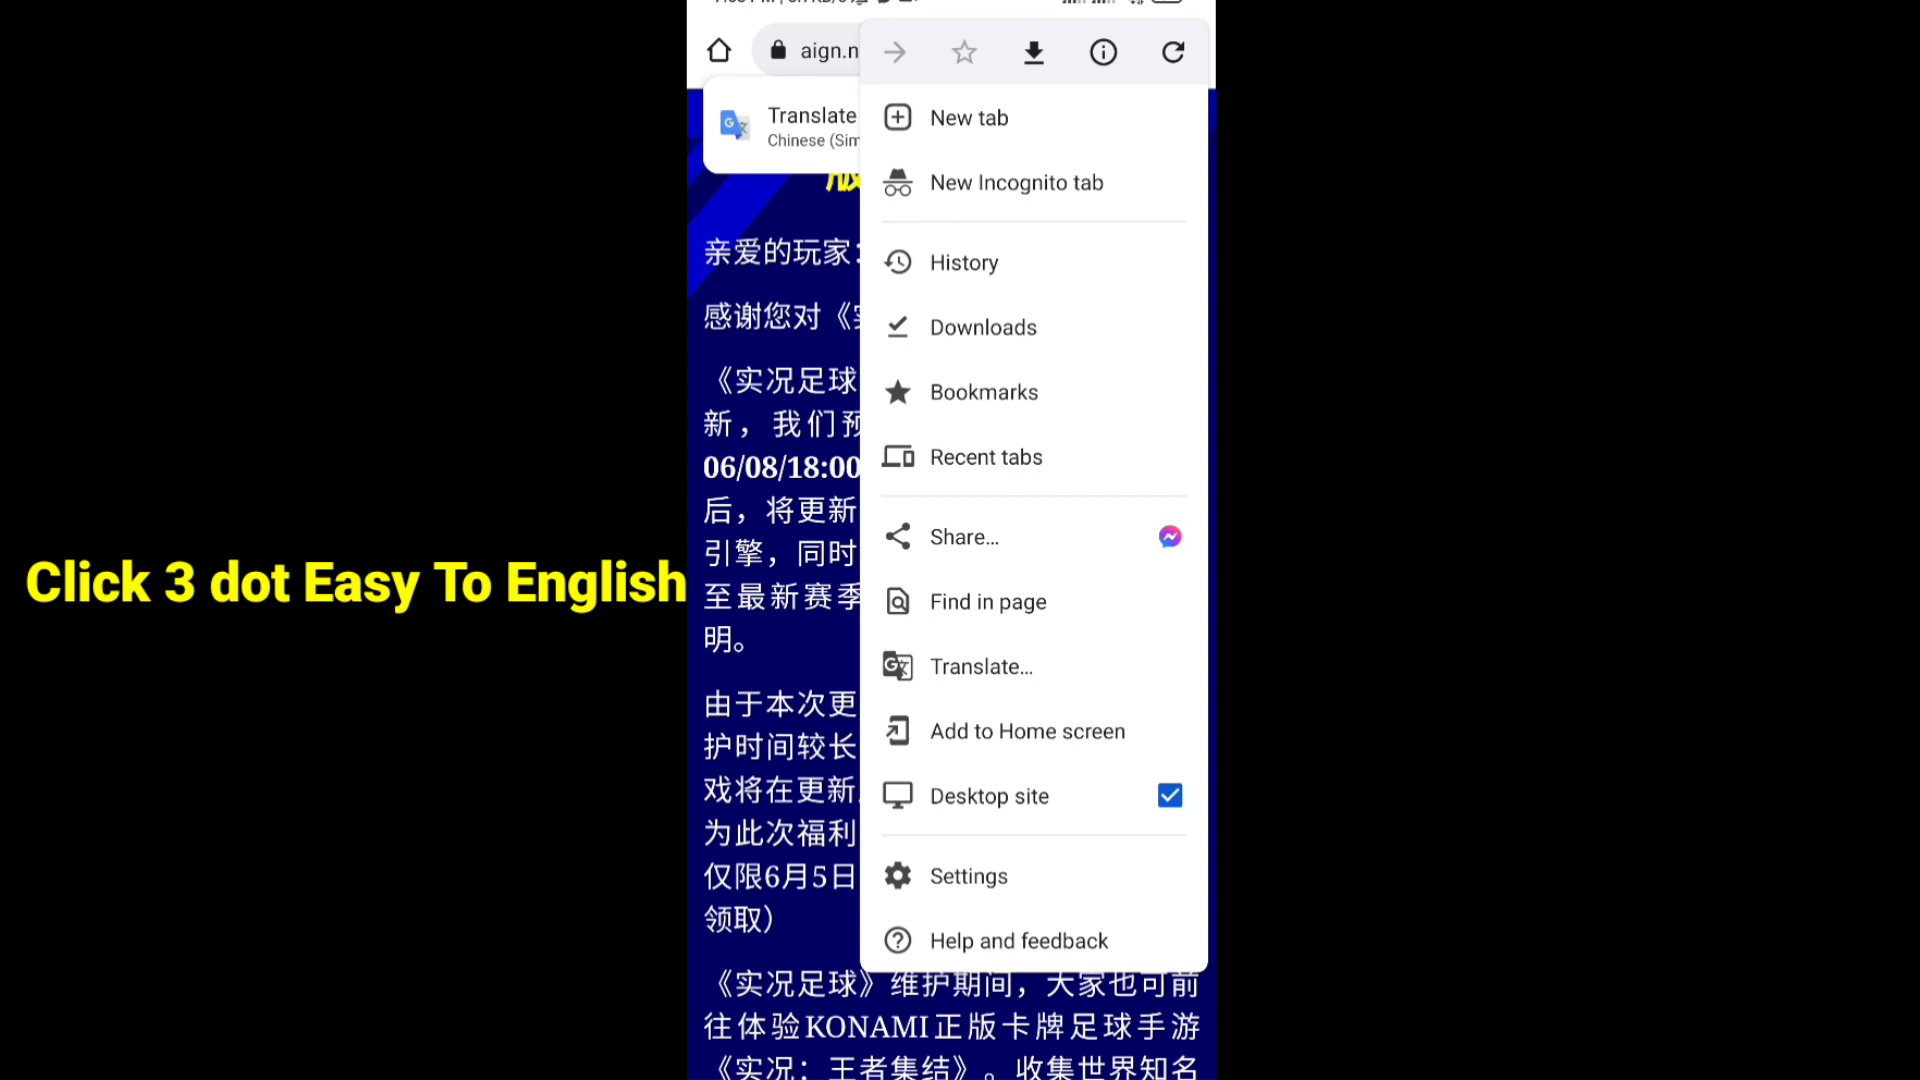 aign.n
Translate
Chinese (Sim
New tab
New Incognito tab
History
Downloads
Bookmarks
Recent tabs
Share...
Find in page
Translate...
Add to Home screen
Desktop site
Settings
Help and feedback
亲爱的玩家：
感谢您对《实
《实况足球
新，我们预
06/08/18:00
后，将更新
引擎，同时
至最新赛季
明。
由于本次更
护时间较长
戏将在更新
为此次福利
仅限6月5日
领取）
《实况足球》维护期间，大家也可前
往体验KONAMI正版卡牌足球手游
《实况：王者集结》。收集世界知名
Click 3 dot Easy To English